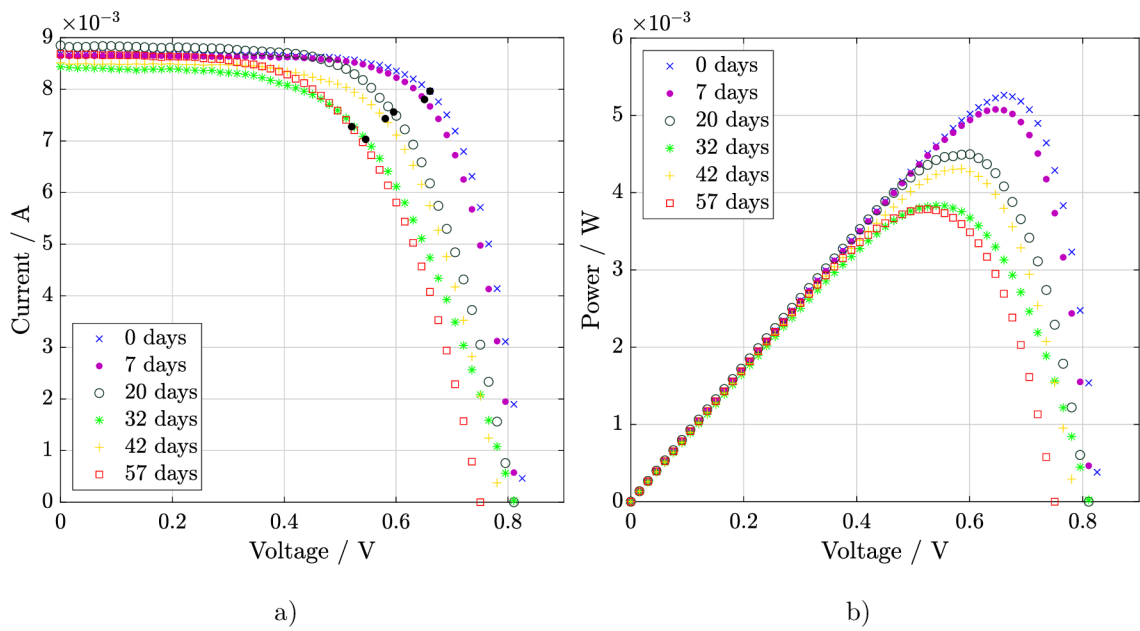 ×10⁻³
9
8
7
6
5
4
3
2
1
0
0
0.2
0.4
0.6
0.8
Current / A
Voltage / V
0 days
7 days
20 days
32 days
42 days
57 days
a)
×10⁻³
6
5
4
3
2
1
0
0
0.2
0.4
0.6
0.8
Power / W
Voltage / V
0 days
7 days
20 days
32 days
42 days
57 days
b)